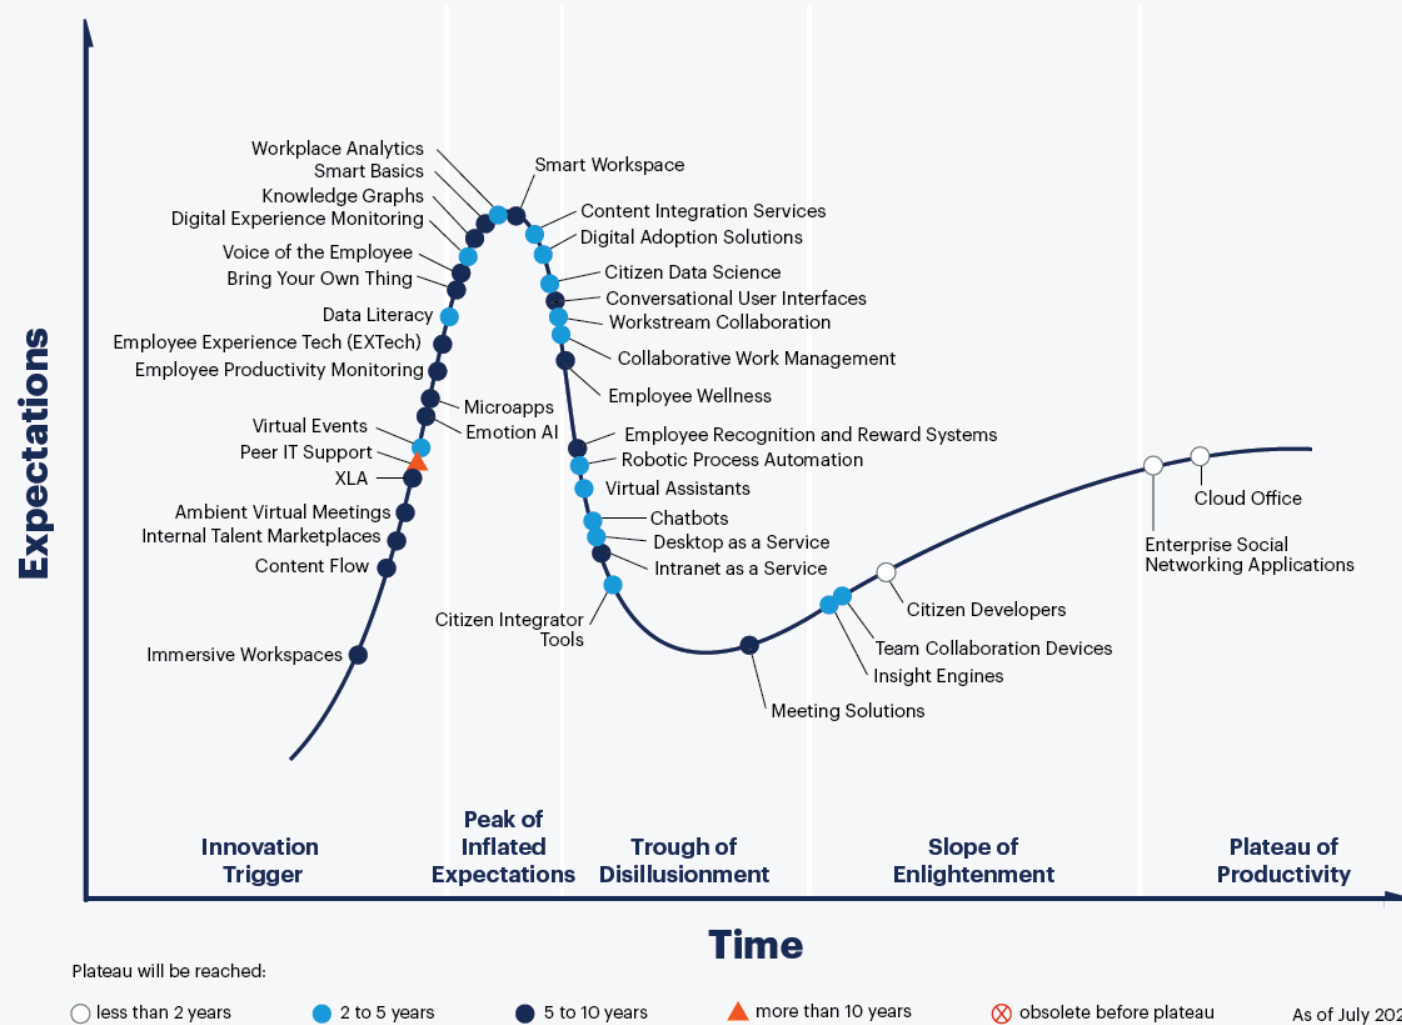 Workplace Analytics
Smart Basics
Knowledge Graphs
Digital Experience Monitoring
Voice of the Employee
Bring Your Own Thing
Data Literacy
Employee Experience Tech (EXTech)
Employee Productivity Monitoring
Microapps
Emotion AI
Virtual Events
Peer IT Support
XLA
Ambient Virtual Meetings
Internal Talent Marketplaces
Content Flow
Immersive Workspaces
Smart Workspace
Content Integration Services
Digital Adoption Solutions
Citizen Data Science
Conversational User Interfaces
Workstream Collaboration
Collaborative Work Management
Employee Wellness
Employee Recognition and Reward Systems
Robotic Process Automation
Virtual Assistants
Chatbots
Desktop as a Service
Intranet as a Service
Citizen Integrator
Tools
Meeting Solutions
Insight Engines
Team Collaboration Devices
Citizen Developers
Enterprise Social
Networking Applications
Cloud Office
Expectations
Innovation
Trigger
Peak of
Inflated
Expectations
Trough of
Disillusionment
Slope of
Enlightenment
Plateau of
Productivity
Time
Plateau will be reached:
less than 2 years
2 to 5 years
5 to 10 years
more than 10 years
obsolete before plateau
As of July